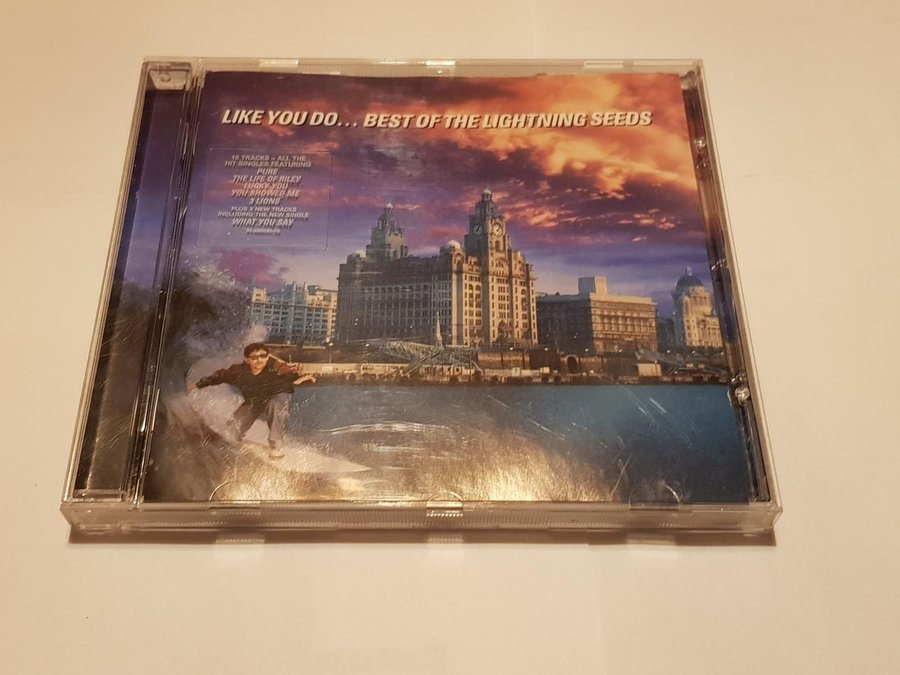 LIKE YOU DO... BEST OF THE LIGHTNING SEEDS
16 TRACKS – ALL THE
HIT SINGLES FEATURING
PURE
THE LIFE OF RILEY
LUCKY YOU
YOU SHOWED ME
3 LIONS
PLUS 3 NEW TRACKS
INCLUDING THE NEW SINGLE
WHAT YOU SAY